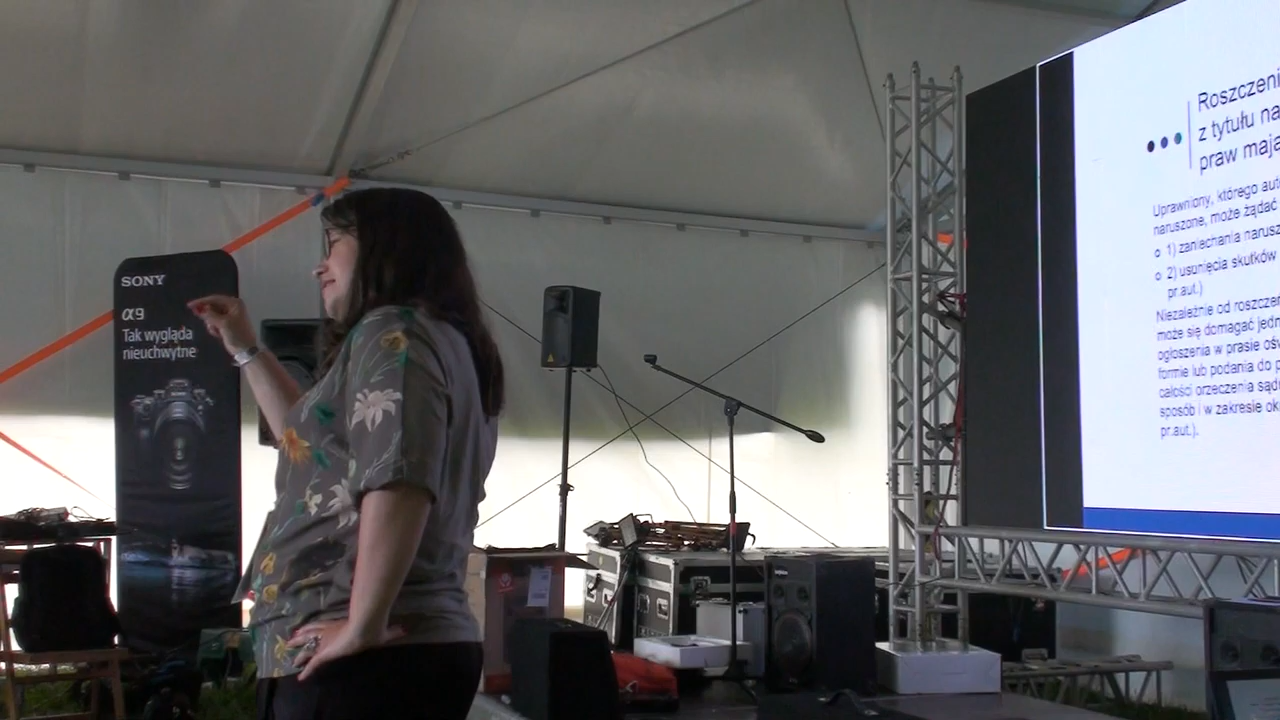 SONY
α9
Tak wygląda
nieuchwytne
Roszczeni
z tytułu na
praw mają
Uprawniony, którego aut
naruszone, może żądać
1) zaniechania narusz
2) usunięcia skutków
pr.aut.)
Niezależnie od roszczeń
może się domagać jedn
ogłoszenia w prasie ośw
formie lub podania do p
całości orzeczenia sądu
sposób i w zakresie ok
pr.aut.).